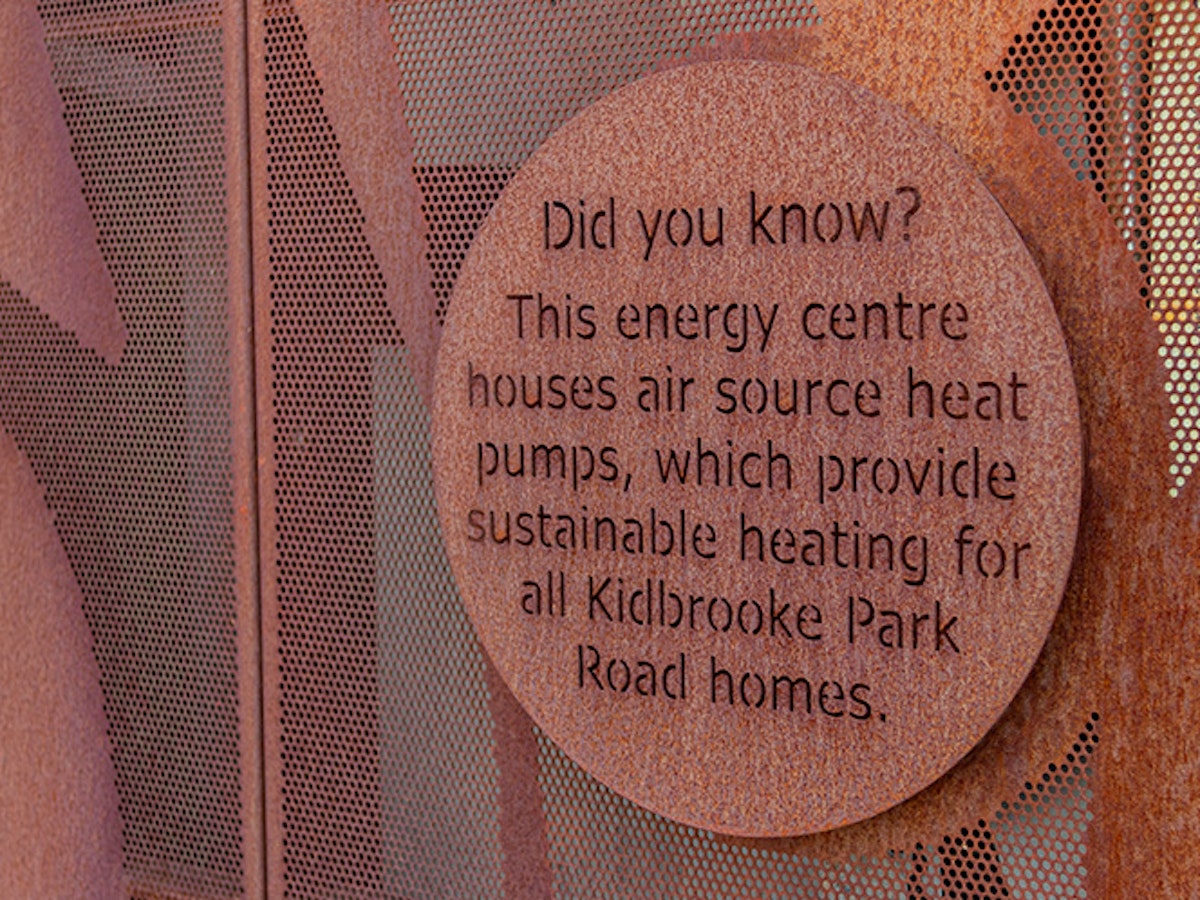 Did you know?
This energy centre
houses air source heat
pumps, which provide
sustainable heating for
all Kidbrooke Park
Road homes.